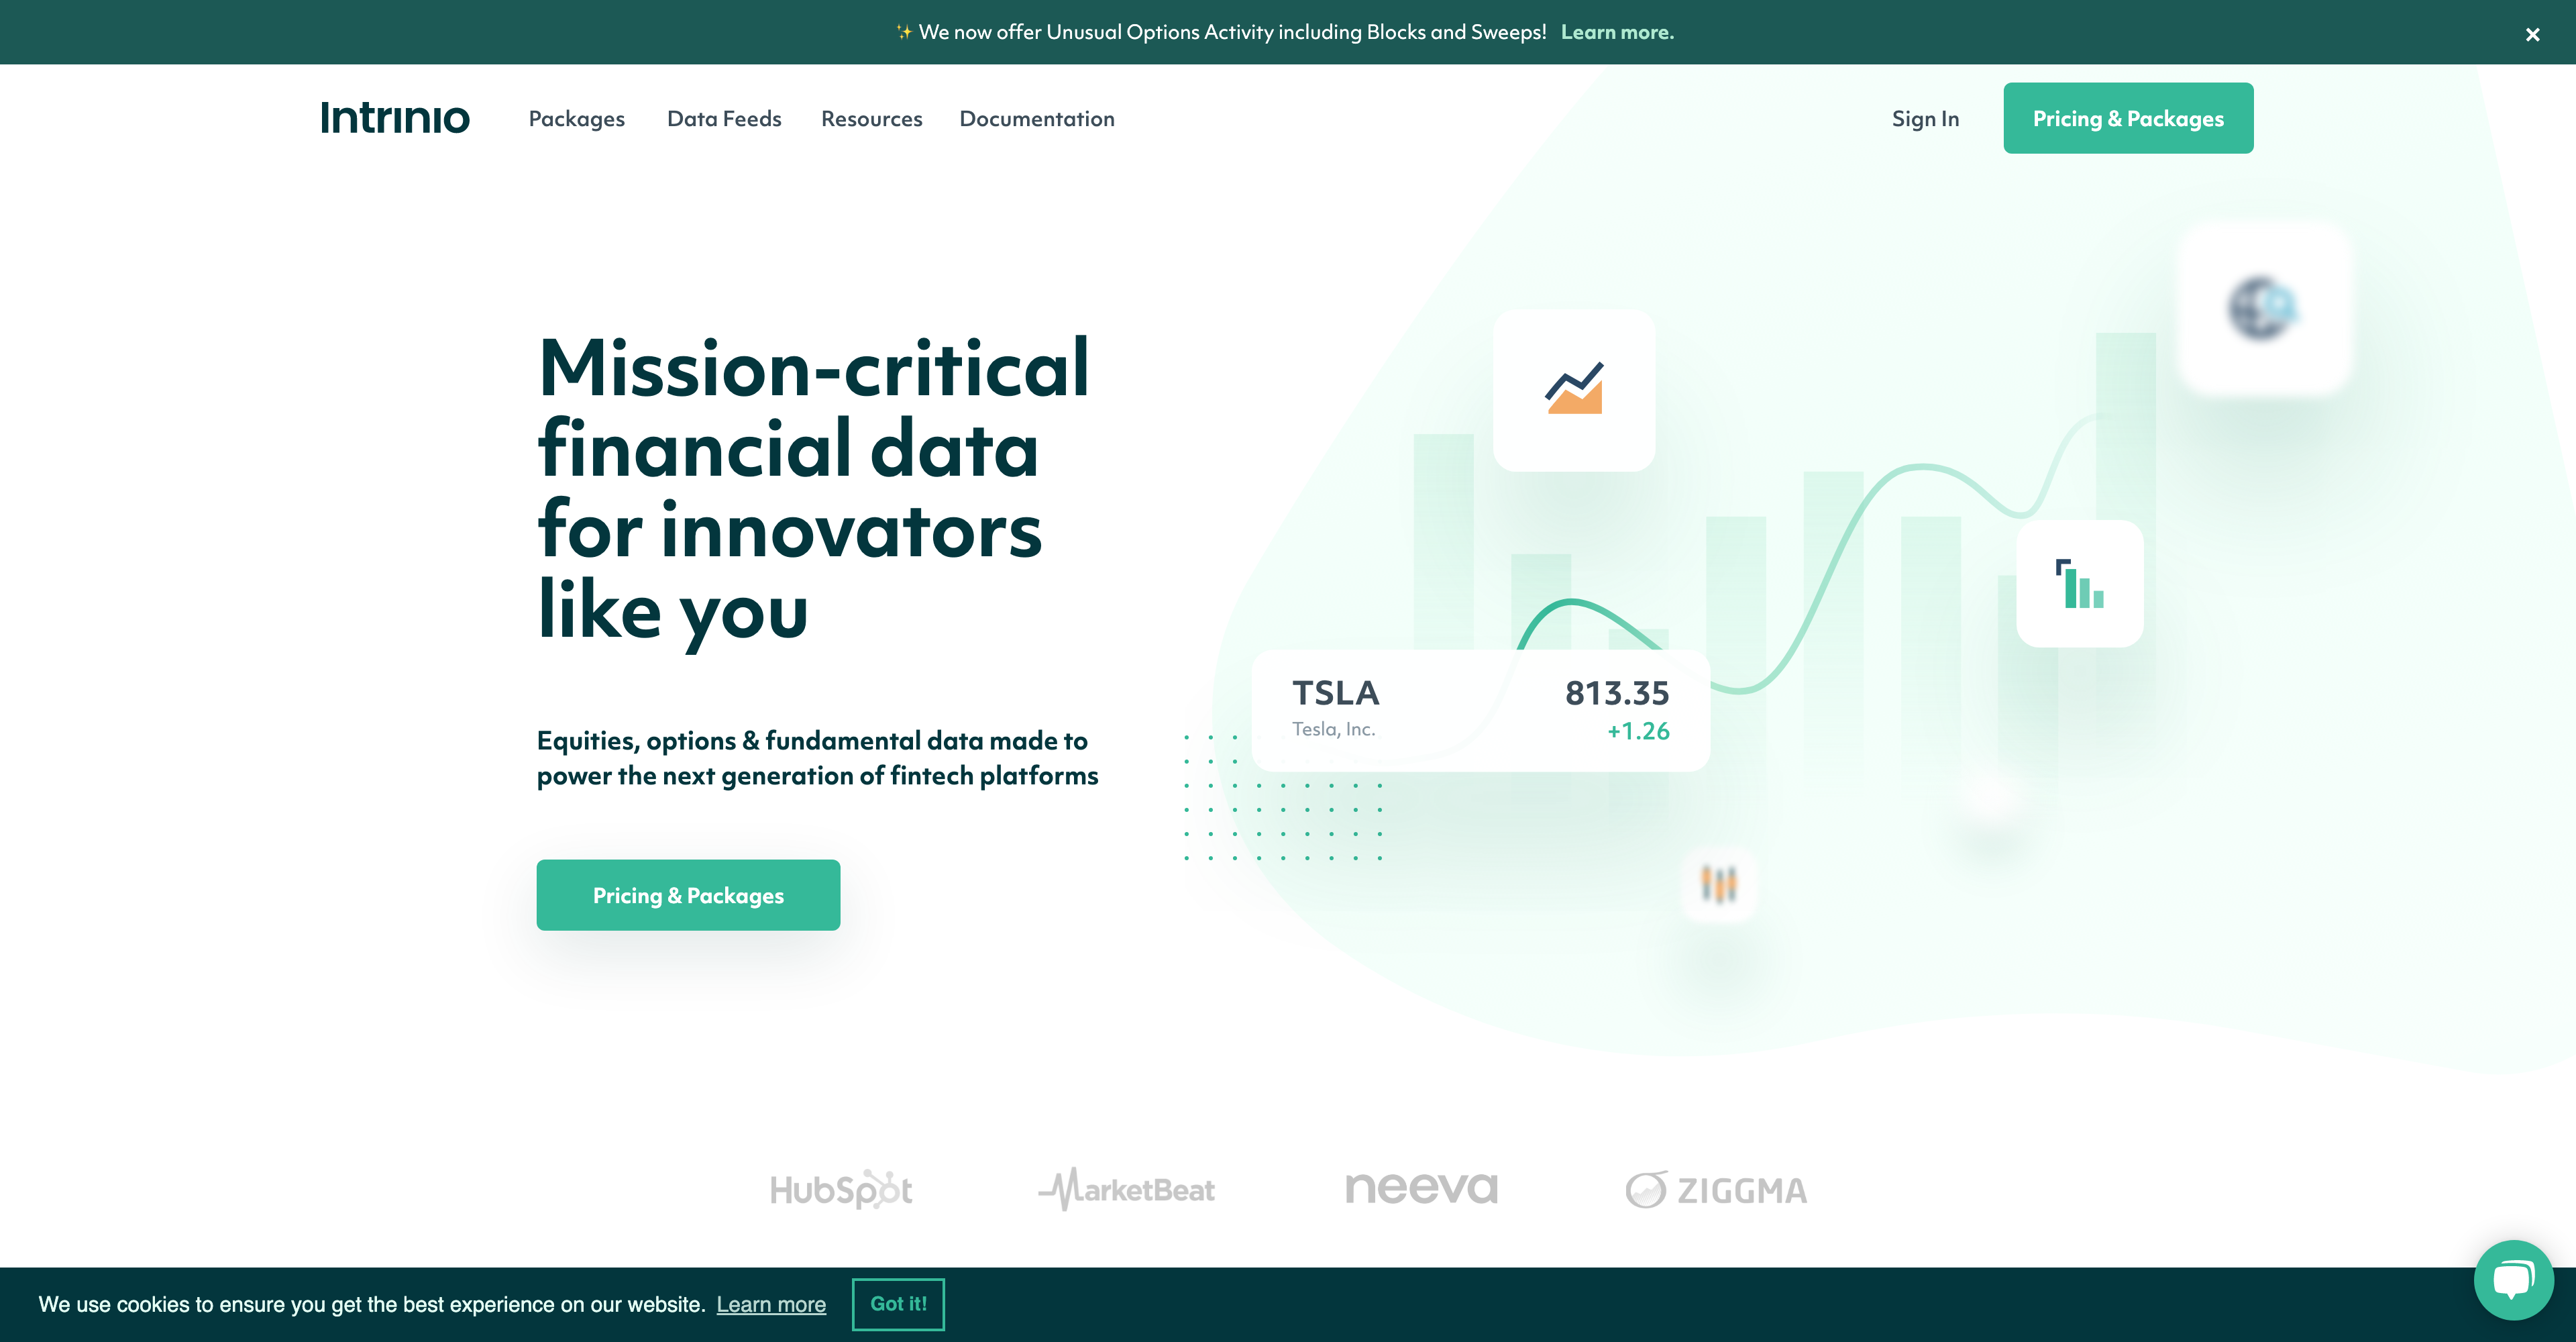 ✨ We now offer Unusual Options Activity including Blocks and Sweeps! Learn more.
×
Intrinio
Packages
Data Feeds
Resources
Documentation
Sign In
Pricing & Packages
Mission-critical
financial data
for innovators
like you
Equities, options & fundamental data made to
power the next generation of fintech platforms
Pricing & Packages
TSLA
813.35
Tesla, Inc.
+1.26
HubSpot
MarketBeat
neeva
ZIGGMA
We use cookies to ensure you get the best experience on our website. Learn more
Got it!